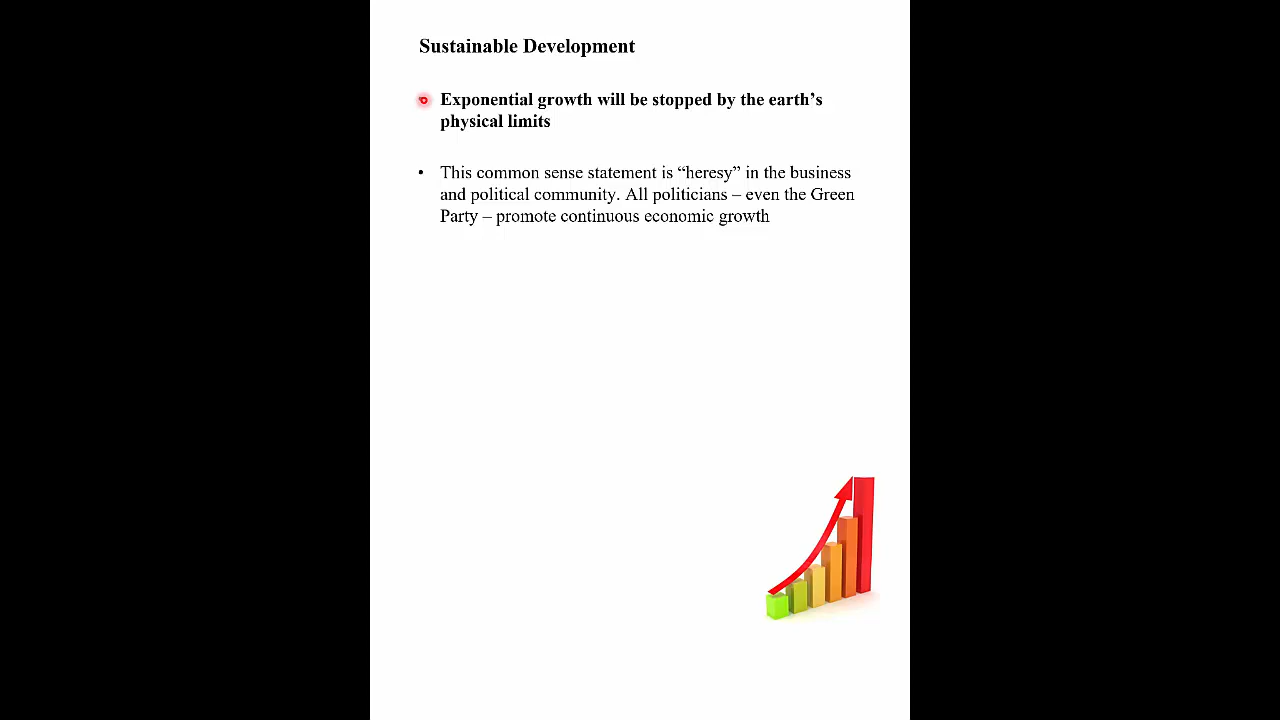 Sustainable Development
Exponential growth will be stopped by the earth’s
physical limits
• This common sense statement is “heresy” in the business
and political community. All politicians – even the Green
Party – promote continuous economic growth